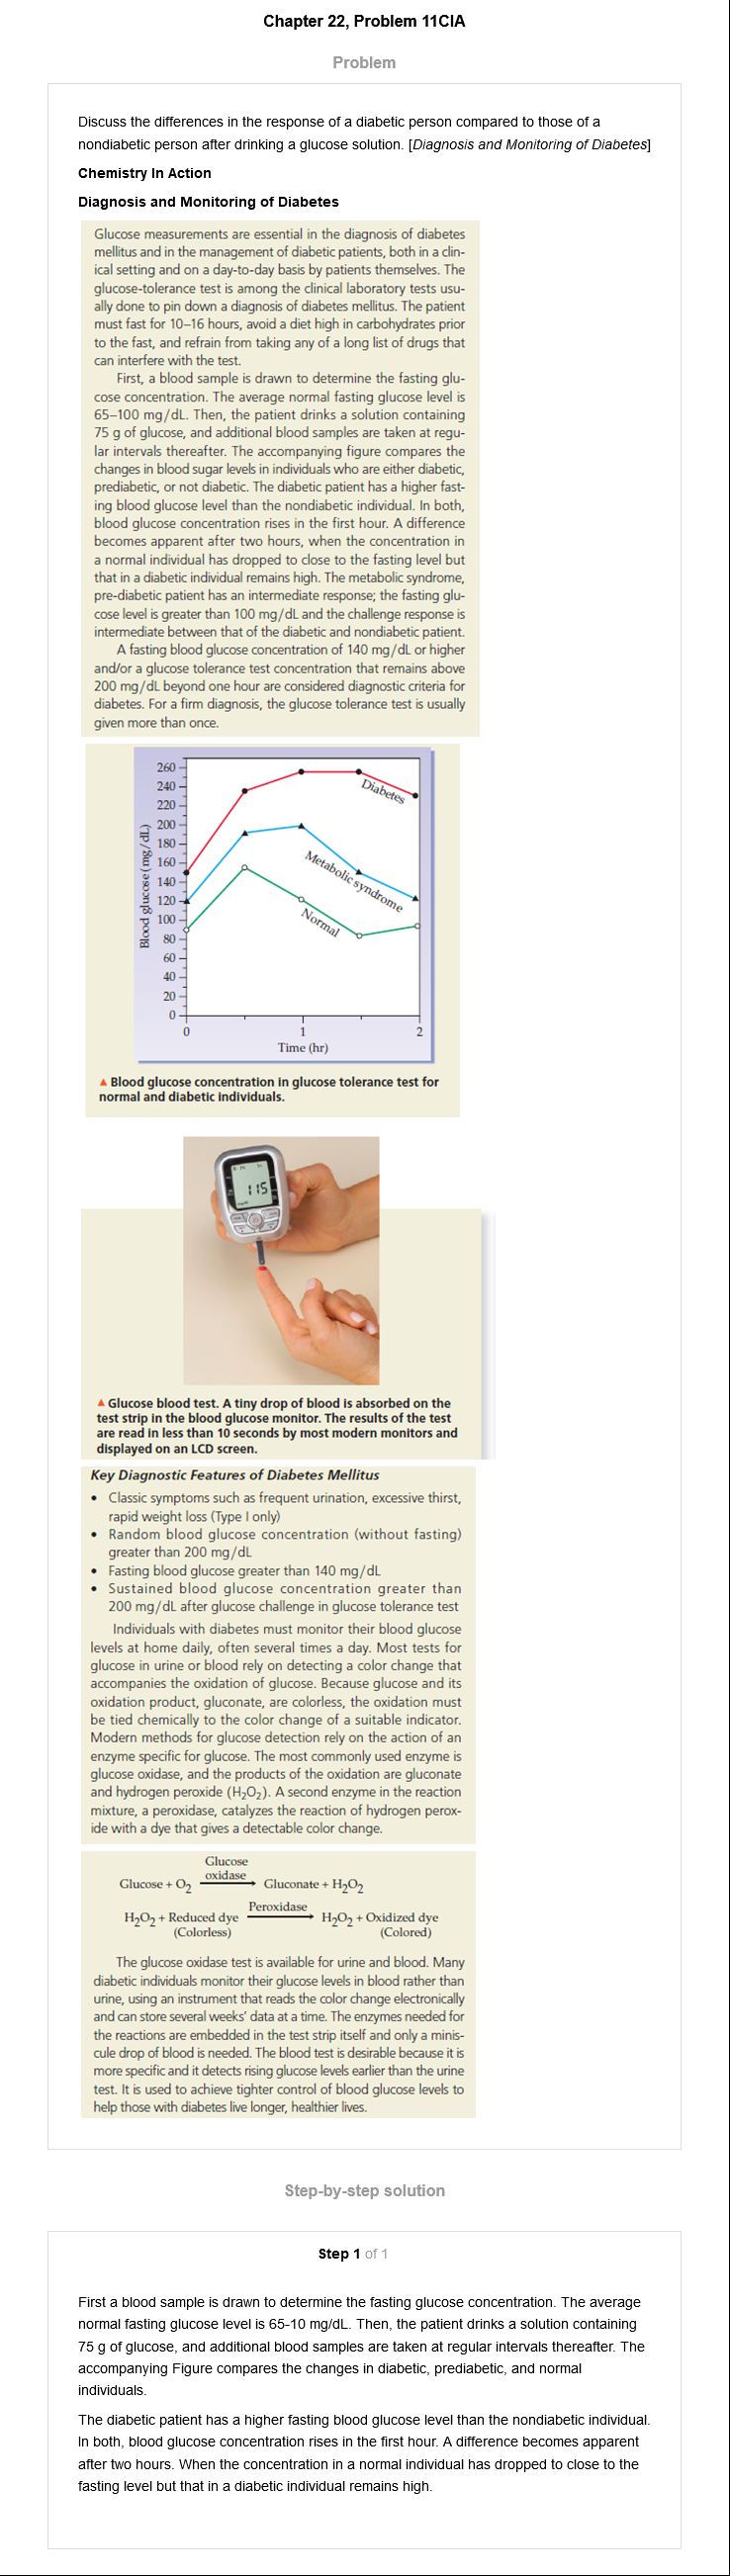 Chapter 22, Problem 11CIA
Problem
Discuss the differences in the response of a diabetic person compared to those of a
nondiabetic person after drinking a glucose solution. [Diagnosis and Monitoring of Diabetes]
Chemistry In Action
Diagnosis and Monitoring of Diabetes
Glucose measurements are essential in the diagnosis of diabetes
mellitus and in the management of diabetic patients, both in a clin-
ical setting and on a day-to-day basis by patients themselves. The
glucose-tolerance test is among the clinical laboratory tests usu-
ally done to pin down a diagnosis of diabetes mellitus. The patient
must fast for 10–16 hours, avoid a diet high in carbohydrates prior
to the fast, and refrain from taking any of a long list of drugs that
can interfere with the test.
First, a blood sample is drawn to determine the fasting glu-
cose concentration. The average normal fasting glucose level is
65–100 mg/dL. Then, the patient drinks a solution containing
75 g of glucose, and additional blood samples are taken at regu-
lar intervals thereafter. The accompanying figure compares the
changes in blood sugar levels in individuals who are either diabetic,
prediabetic, or not diabetic. The diabetic patient has a higher fast-
ing blood glucose level than the nondiabetic individual. In both,
blood glucose concentration rises in the first hour. A difference
becomes apparent after two hours, when the concentration in
a normal individual has dropped to close to the fasting level but
that in a diabetic individual remains high. The metabolic syndrome,
pre-diabetic patient has an intermediate response; the fasting glu-
cose level is greater than 100 mg/dL and the challenge response is
intermediate between that of the diabetic and nondiabetic patient.
A fasting blood glucose concentration of 140 mg/dL or higher
and/or a glucose tolerance test concentration that remains above
200 mg/dL beyond one hour are considered diagnostic criteria for
diabetes. For a firm diagnosis, the glucose tolerance test is usually
given more than once.
260
240
220
200
180
160
140
120
100
80
60
40
20
0
Blood glucose (mg/dL)
Diabetes
Metabolic syndrome
Normal
0 1 2
Time (hr)
▲ Blood glucose concentration in glucose tolerance test for
normal and diabetic individuals.
115
▲ Glucose blood test. A tiny drop of blood is absorbed on the
test strip in the blood glucose monitor. The results of the test
are read in less than 10 seconds by most modern monitors and
displayed on an LCD screen.
Key Diagnostic Features of Diabetes Mellitus
• Classic symptoms such as frequent urination, excessive thirst,
rapid weight loss (Type I only)
• Random blood glucose concentration (without fasting)
greater than 200 mg/dL
• Fasting blood glucose greater than 140 mg/dL
• Sustained blood glucose concentration greater than
200 mg/dL after glucose challenge in glucose tolerance test
Individuals with diabetes must monitor their blood glucose
levels at home daily, often several times a day. Most tests for
glucose in urine or blood rely on detecting a color change that
accompanies the oxidation of glucose. Because glucose and its
oxidation product, gluconate, are colorless, the oxidation must
be tied chemically to the color change of a suitable indicator.
Modern methods for glucose detection rely on the action of an
enzyme specific for glucose. The most commonly used enzyme is
glucose oxidase, and the products of the oxidation are gluconate
and hydrogen peroxide (H₂O₂). A second enzyme in the reaction
mixture, a peroxidase, catalyzes the reaction of hydrogen perox-
ide with a dye that gives a detectable color change.
Glucose
oxidase
Glucose + O₂ ⟶ Gluconate + H₂O₂
Peroxidase
H₂O₂ + Reduced dye ⟶ H₂O₂ + Oxidized dye
(Colorless) (Colored)
The glucose oxidase test is available for urine and blood. Many
diabetic individuals monitor their glucose levels in blood rather than
urine, using an instrument that reads the color change electronically
and can store several weeks' data at a time. The enzymes needed for
the reactions are embedded in the test strip itself and only a minis-
cule drop of blood is needed. The blood test is desirable because it is
more specific and it detects rising glucose levels earlier than the urine
test. It is used to achieve tighter control of blood glucose levels to
help those with diabetes live longer, healthier lives.
Step-by-step solution
Step 1 of 1
First a blood sample is drawn to determine the fasting glucose concentration. The average
normal fasting glucose level is 65-10 mg/dL. Then, the patient drinks a solution containing
75 g of glucose, and additional blood samples are taken at regular intervals thereafter. The
accompanying Figure compares the changes in diabetic, prediabetic, and normal
individuals.
The diabetic patient has a higher fasting blood glucose level than the nondiabetic individual.
In both, blood glucose concentration rises in the first hour. A difference becomes apparent
after two hours. When the concentration in a normal individual has dropped to close to the
fasting level but that in a diabetic individual remains high.